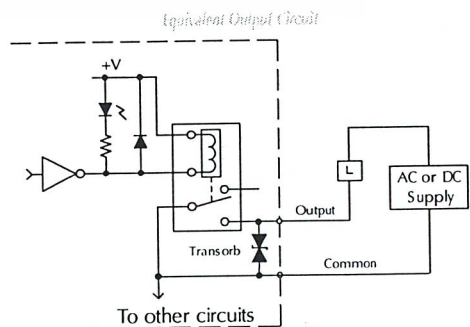 Equivalent Output Circuit
+V
L
AC or DC
Supply
Output
Transorb
Common
To other circuits